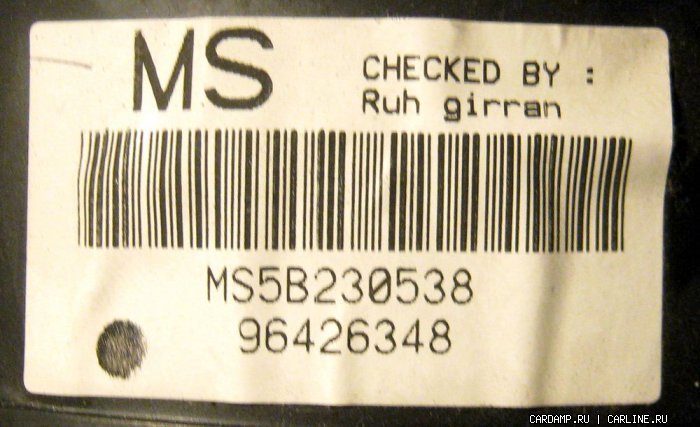 MS
CHECKED BY :
Ruh girran
MS5B230538
96426348
CARDAMP.RU | CARLINE.RU